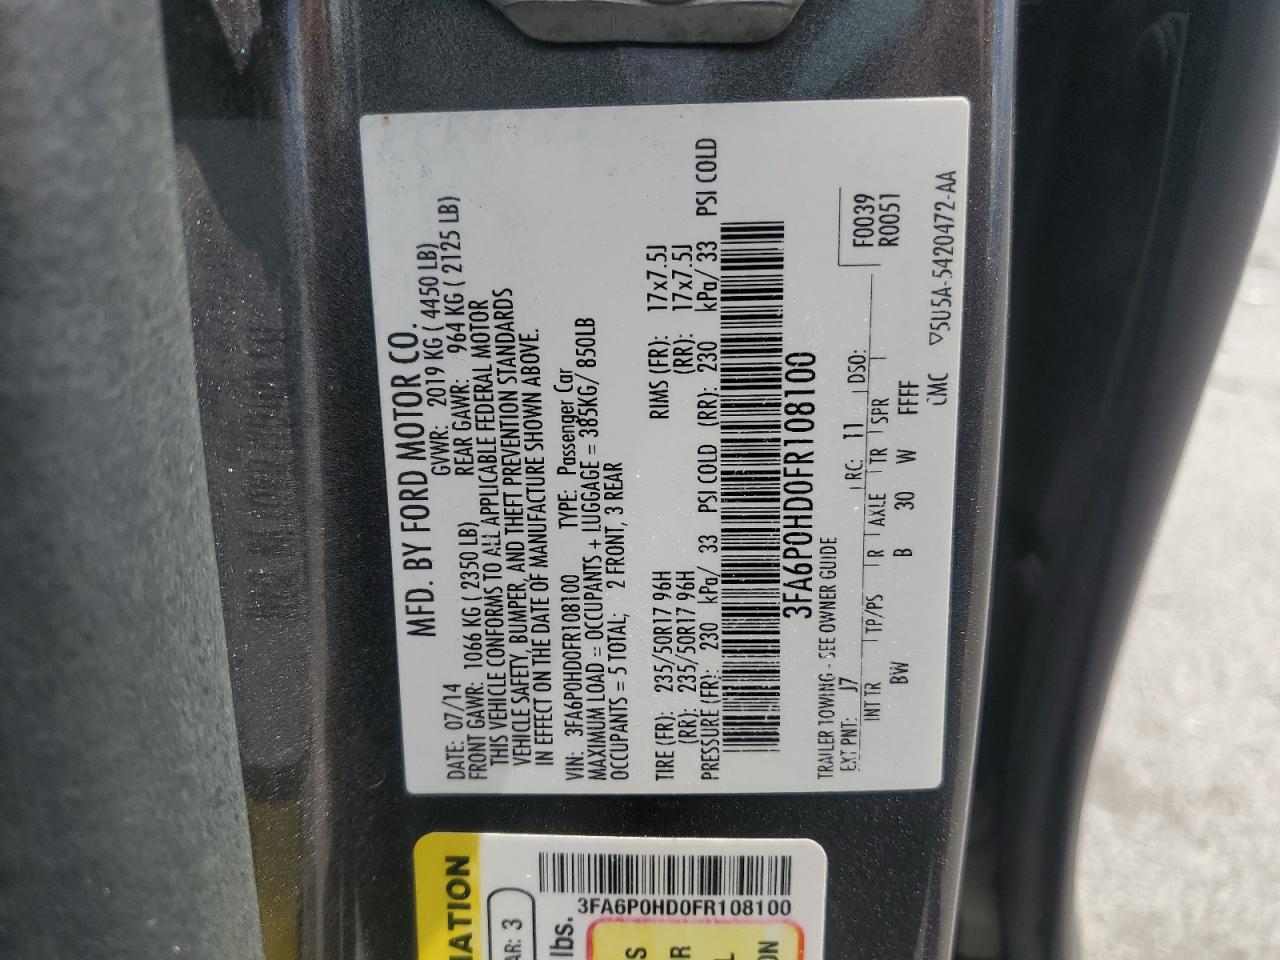 MFD. BY FORD MOTOR CO.
DATE: 07/14 GVWR: 2019 KG ( 4450 LB)
FRONT GAWR: 1066 KG ( 2350 LB) REAR GAWR: 964 KG ( 2125 LB)
THIS VEHICLE CONFORMS TO ALL APPLICABLE FEDERAL MOTOR
VEHICLE SAFETY, BUMPER, AND THEFT PREVENTION STANDARDS
IN EFFECT ON THE DATE OF MANUFACTURE SHOWN ABOVE.
VIN: 3FA6P0HD0FR108100 TYPE: Passenger Car
MAXIMUM LOAD = OCCUPANTS + LUGGAGE = 385KG/ 850LB
OCCUPANTS = 5 TOTAL; 2 FRONT, 3 REAR
TIRE (FR): 235/50R17 96H RIMS (FR): 17x7.5J
(RR): 235/50R17 96H (RR): 17x7.5J
PRESSURE (FR): 230 kPa/ 33 PSI COLD (RR): 230 kPa/ 33 PSI COLD
3FA6P0HD0FR108100
TRAILER TOWING - SEE OWNER GUIDE
EXT PNT: J7 RC: 11 DSO: F0039
INT TR TP/PS R AXLE TR SPR R0051
BW B 30 W FFFF
UMC ▽5U5A-5420472-AA
MATION
AR: 3
lbs.
3FA6P0HD0FR108100
S
R
L
ON